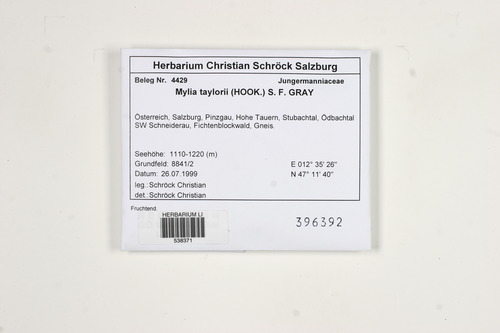 Herbarium Christian Schröck Salzburg
Beleg Nr. 4429 Jungermanniaceae
Mylia taylorii (HOOK.) S. F. GRAY
Österreich, Salzburg, Pinzgau, Hohe Tauern, Stubachtal, Ödbachtal
SW Schneiderau, Fichtenblockwald, Gneis.
Seehöhe: 1110-1220 (m)
Grundfeld: 8841/2 E 012° 35' 26"
Datum: 26.07.1999 N 47° 11' 40"
leg.: Schröck Christian
det.: Schröck Christian
Fruchtend.
HERBARIUM LI
538371
396392